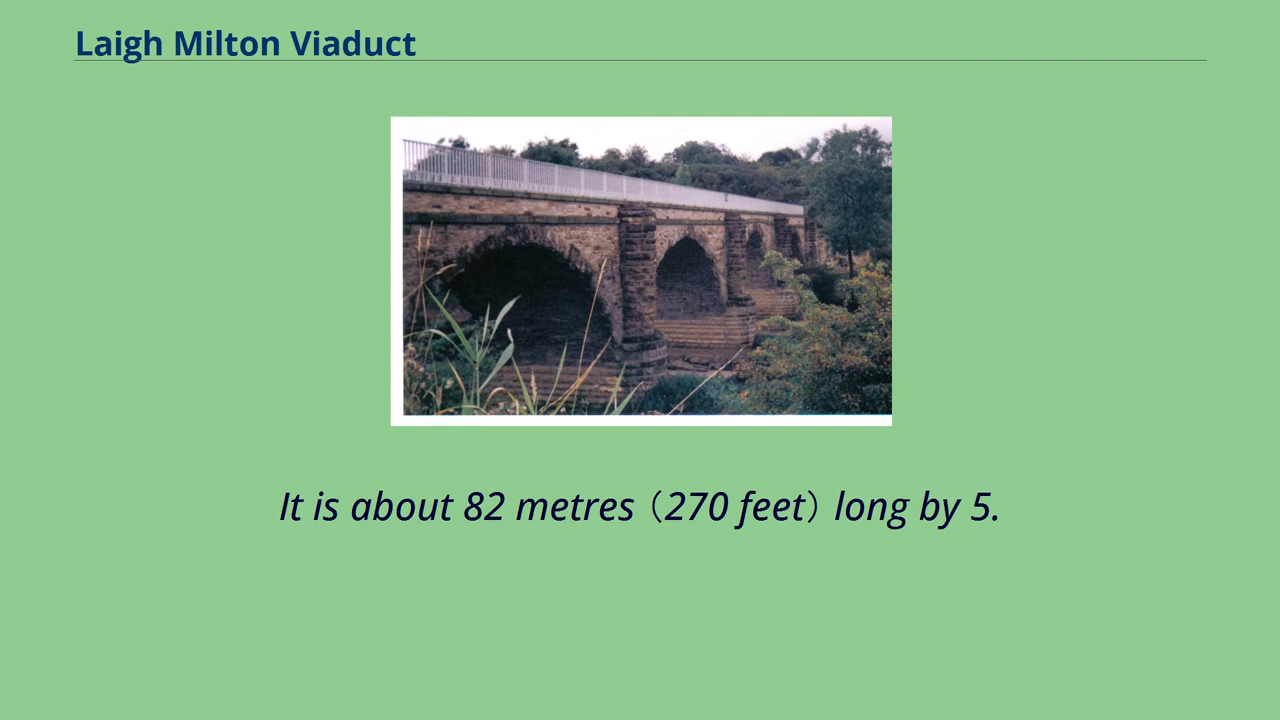 Laigh Milton Viaduct
It is about 82 metres（270 feet）long by 5.